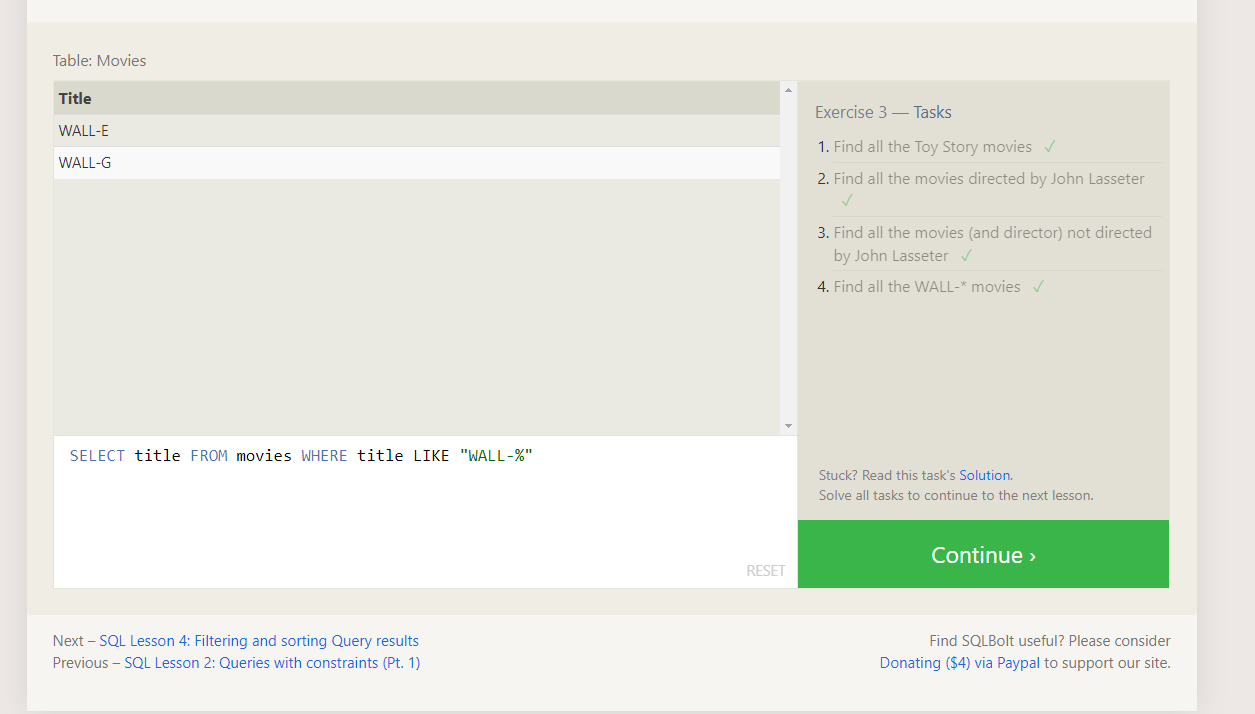 Table: Movies
Title
WALL-E
WALL-G
SELECT title FROM movies WHERE title LIKE "WALL-%"
RESET
Exercise 3 — Tasks
1. Find all the Toy Story movies ✓
2. Find all the movies directed by John Lasseter
✓
3. Find all the movies (and director) not directed
by John Lasseter ✓
4. Find all the WALL-* movies ✓
Stuck? Read this task's Solution.
Solve all tasks to continue to the next lesson.
Continue ›
Next – SQL Lesson 4: Filtering and sorting Query results
Previous – SQL Lesson 2: Queries with constraints (Pt. 1)
Find SQLBolt useful? Please consider
Donating ($4) via Paypal to support our site.